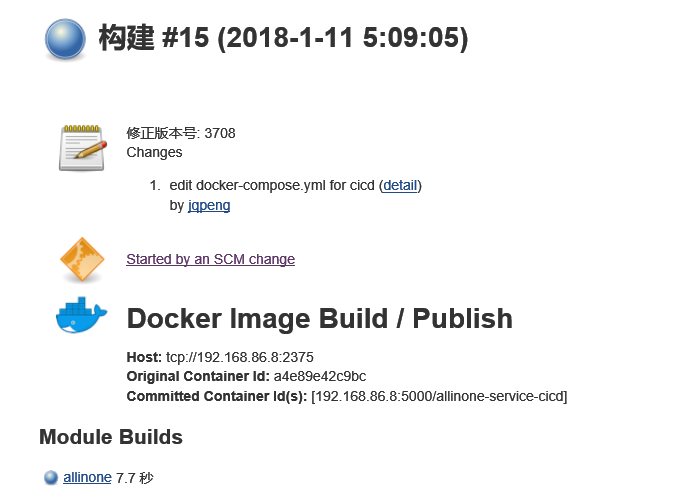 构建 #15 (2018-1-11 5:09:05)
修正版本号: 3708
Changes
1. edit docker-compose.yml for cicd (detail)
by jqpeng
Started by an SCM change
Docker Image Build / Publish
Host: tcp://192.168.86.8:2375
Original Container Id: a4e89e42c9bc
Committed Container Id(s): [192.168.86.8:5000/allinone-service-cicd]
Module Builds
allinone 7.7 秒